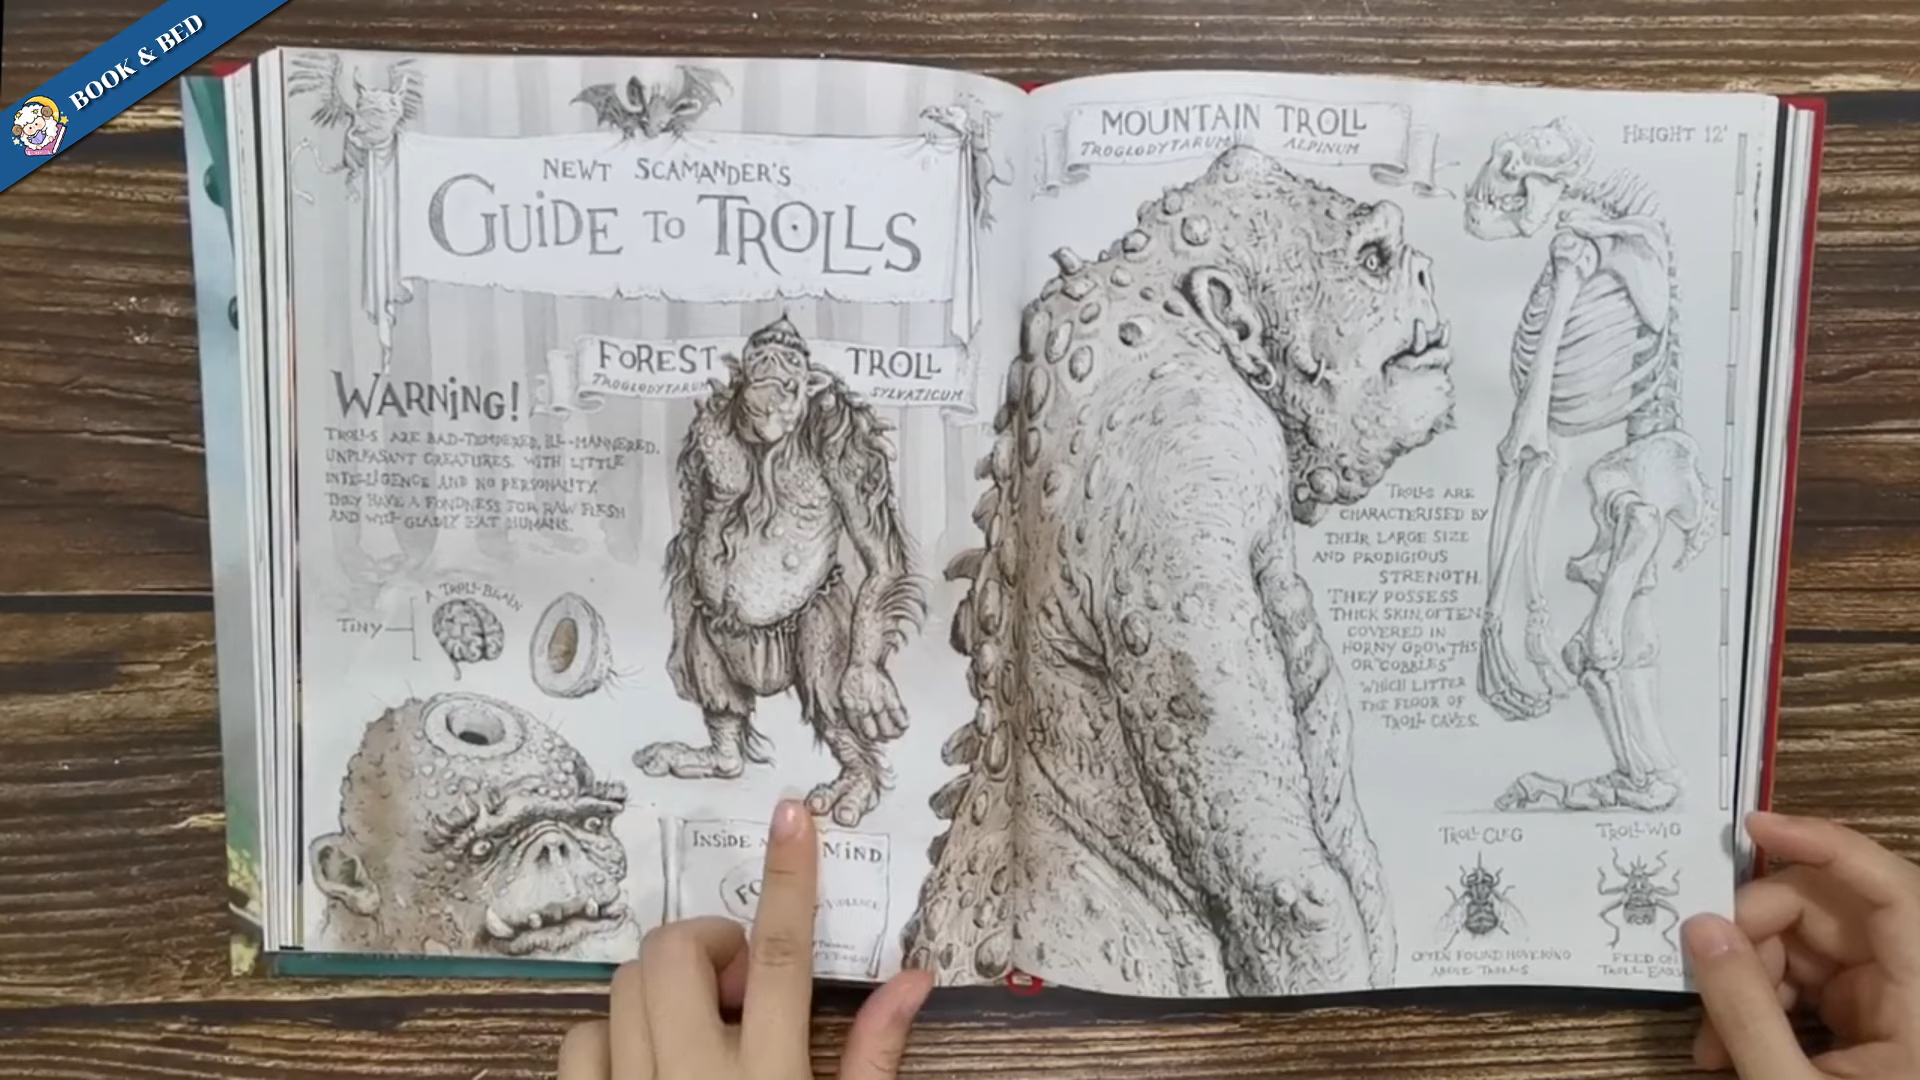 BOOK & BED
NEWT SCAMANDER'S
GUIDE TO TROLLS
WARNING!
TROLLS ARE BAD-TEMPERED, ILL-MANNERED,
UNPLEASANT CREATURES, WITH LITTLE
INTELLIGENCE AND NO PERSONALITY.
THEY HAVE A FONDNESS FOR RAW FLESH
AND WILL GLADLY EAT HUMANS.
FOREST TROLL
TROGLODYTARUM SYLVATICUM
A TROLL BRAIN
TINY
INSIDE MIND
VIOLENCE
MOUNTAIN TROLL
TROGLODYTARUM ALPINUM
HEIGHT 12'
TROLLS ARE
CHARACTERISED BY
THEIR LARGE SIZE
AND PRODIGIOUS
STRENGTH.
THEY POSSESS
THICK SKIN, OFTEN
COVERED IN
HORNY GROWTHS
OR "COBBLES"
WHICH LITTER
THE FLOOR OF
TROLL CAVES.
TROLL CLEG
OFTEN FOUND HOVERING
ABOVE TROLLS
TROLLWIG
FEED ON
TROLL